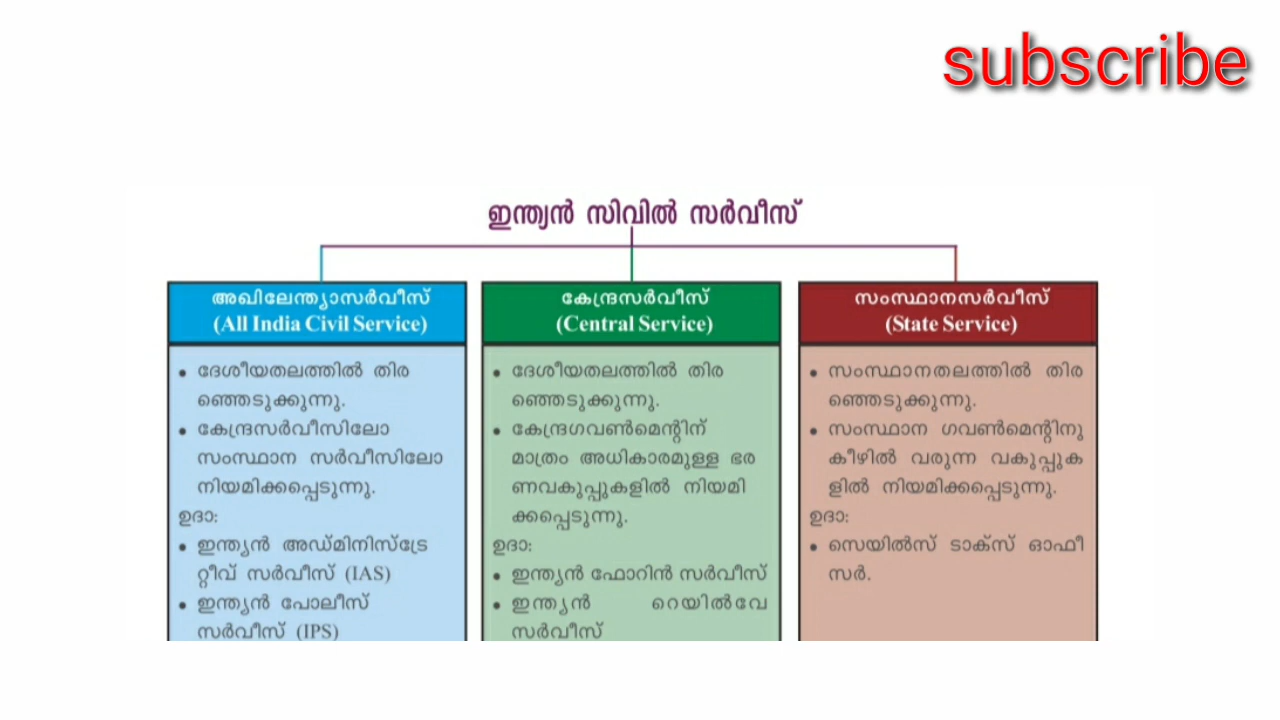 subscribe
ഇന്ത്യൻ സിവിൽ സർവീസ്
അഖിലേന്ത്യാസർവീസ്
(All India Civil Service)
ദേശീയതലത്തിൽ തിര
ഞ്ഞെടുക്കുന്നു.
കേന്ദ്രസർവീസിലോ
സംസ്ഥാന സർവീസിലോ
നിയമിക്കപ്പെടുന്നു.
ഉദാ:
ഇന്ത്യൻ അഡ്മിനിസ്ട്രേ
റ്റീവ് സർവീസ് (IAS)
ഇന്ത്യൻ പോലീസ്
സർവീസ് (IPS)
കേന്ദ്രസർവീസ്
(Central Service)
ദേശീയതലത്തിൽ തിര
ഞ്ഞെടുക്കുന്നു.
കേന്ദ്രഗവൺമെന്റിന്
മാത്രം അധികാരമുള്ള ഭര
ണവകുപ്പുകളിൽ നിയമി
ക്കപ്പെടുന്നു.
ഉദാ:
ഇന്ത്യൻ ഫോറിൻ സർവീസ്
ഇന്ത്യൻ റെയിൽവേ
സർവീസ്
സംസ്ഥാനസർവീസ്
(State Service)
സംസ്ഥാനതലത്തിൽ തിര
ഞ്ഞെടുക്കുന്നു.
സംസ്ഥാന ഗവൺമെന്റിനു
കീഴിൽ വരുന്ന വകുപ്പുക
ളിൽ നിയമിക്കപ്പെടുന്നു.
ഉദാ:
സെയിൽസ് ടാക്സ് ഓഫീ
സർ.